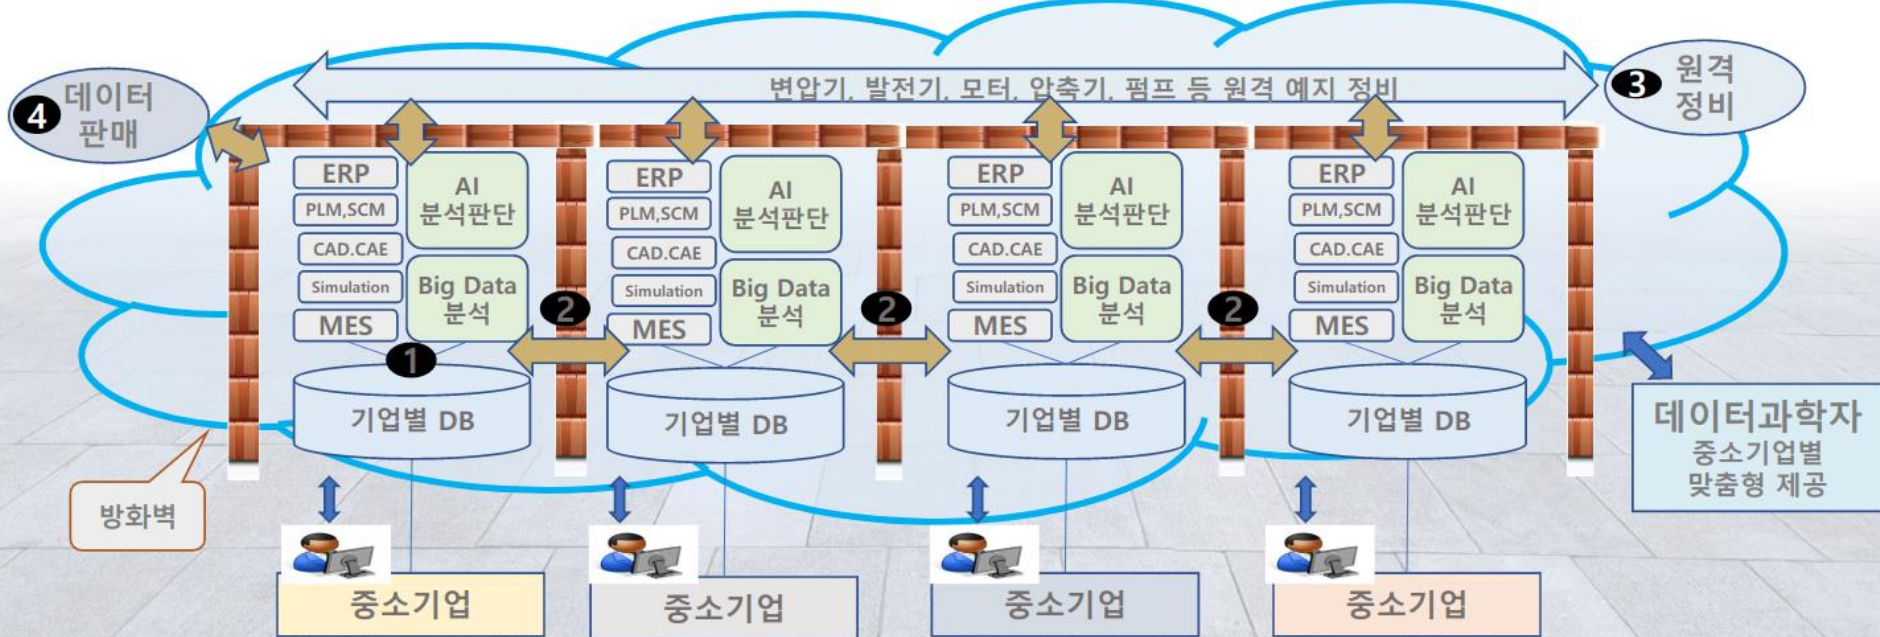 변압기, 발전기, 모터, 압축기, 펌프 등 원격 예지 정비
4
데이터
판매
3
원격
정비
ERP
PLM,SCM
CAD.CAE
Simulation
MES
AI
분석판단
Big Data
분석
1
기업별 DB
2
ERP
PLM,SCM
CAD.CAE
Simulation
MES
AI
분석판단
Big Data
분석
기업별 DB
2
ERP
PLM,SCM
CAD.CAE
Simulation
MES
AI
분석판단
Big Data
분석
기업별 DB
2
ERP
PLM,SCM
CAD.CAE
Simulation
MES
AI
분석판단
Big Data
분석
기업별 DB
데이터과학자
중소기업별
맞춤형 제공
방화벽
중소기업
중소기업
중소기업
중소기업